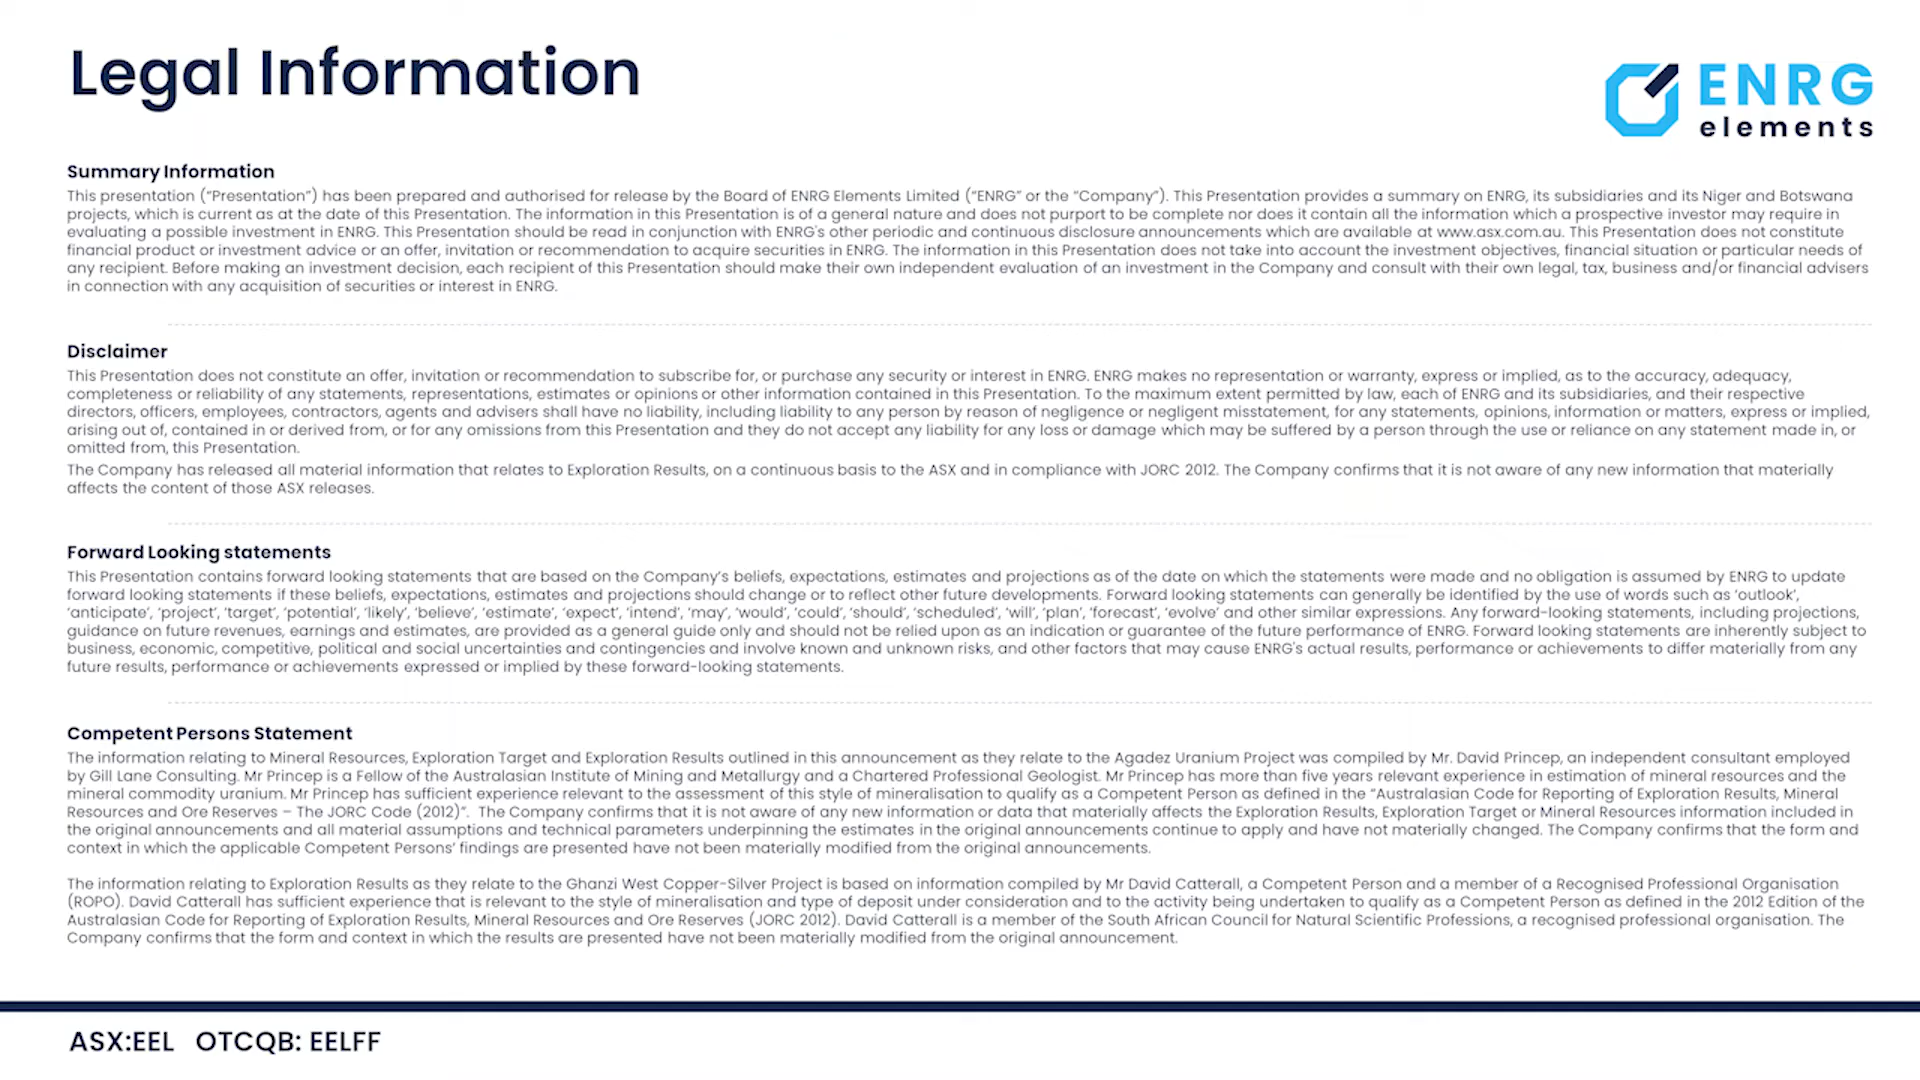 Legal Information
ENRG
elements
Summary Information
This presentation (“Presentation”) has been prepared and authorised for release by the Board of ENRG Elements Limited (“ENRG” or the “Company”). This Presentation provides a summary on ENRG, its subsidiaries and its Niger and Botswana
projects, which is current as at the date of this Presentation. The information in this Presentation is of a general nature and does not purport to be complete nor does it contain all the information which a prospective investor may require in
evaluating a possible investment in ENRG. This Presentation should be read in conjunction with ENRG's other periodic and continuous disclosure announcements which are available at www.asx.com.au. This Presentation does not constitute
financial product or investment advice or an offer, invitation or recommendation to acquire securities in ENRG. The information in this Presentation does not take into account the investment objectives, financial situation or particular needs of
any recipient. Before making an investment decision, each recipient of this Presentation should make their own independent evaluation of an investment in the Company and consult with their own legal, tax, business and/or financial advisers
in connection with any acquisition of securities or interest in ENRG.
Disclaimer
This Presentation does not constitute an offer, invitation or recommendation to subscribe for, or purchase any security or interest in ENRG. ENRG makes no representation or warranty, express or implied, as to the accuracy, adequacy,
completeness or reliability of any statements, representations, estimates or opinions or other information contained in this Presentation. To the maximum extent permitted by law, each of ENRG and its subsidiaries, and their respective
directors, officers, employees, contractors, agents and advisers shall have no liability, including liability to any person by reason of negligence or negligent misstatement, for any statements, opinions, information or matters, express or implied,
arising out of, contained in or derived from, or for any omissions from this Presentation and they do not accept any liability for any loss or damage which may be suffered by a person through the use or reliance on any statement made in, or
omitted from, this Presentation.
The Company has released all material information that relates to Exploration Results, on a continuous basis to the ASX and in compliance with JORC 2012. The Company confirms that it is not aware of any new information that materially
affects the content of those ASX releases.
Forward Looking statements
This Presentation contains forward looking statements that are based on the Company’s beliefs, expectations, estimates and projections as of the date on which the statements were made and no obligation is assumed by ENRG to update
forward looking statements if these beliefs, expectations, estimates and projections should change or to reflect other future developments. Forward looking statements can generally be identified by the use of words such as ‘outlook’,
‘anticipate’, ‘project’, ‘target’, ‘potential’, ‘likely’, ‘believe’, ‘estimate’, ‘expect’, ‘intend’, ‘may’, ‘would’, ‘could’, ‘should’, ‘scheduled’, ‘will’, ‘plan’, ‘forecast’, ‘evolve’ and other similar expressions. Any forward-looking statements, including projections,
guidance on future revenues, earnings and estimates, are provided as a general guide only and should not be relied upon as an indication or guarantee of the future performance of ENRG. Forward looking statements are inherently subject to
business, economic, competitive, political and social uncertainties and contingencies and involve known and unknown risks, and other factors that may cause ENRG's actual results, performance or achievements to differ materially from any
future results, performance or achievements expressed or implied by these forward-looking statements.
Competent Persons Statement
The information relating to Mineral Resources, Exploration Target and Exploration Results outlined in this announcement as they relate to the Agadez Uranium Project was compiled by Mr. David Princep, an independent consultant employed
by Gill Lane Consulting. Mr Princep is a Fellow of the Australasian Institute of Mining and Metallurgy and a Chartered Professional Geologist. Mr Princep has more than five years relevant experience in estimation of mineral resources and the
mineral commodity uranium. Mr Princep has sufficient experience relevant to the assessment of this style of mineralisation to qualify as a Competent Person as defined in the “Australasian Code for Reporting of Exploration Results, Mineral
Resources and Ore Reserves – The JORC Code (2012)”. The Company confirms that it is not aware of any new information or data that materially affects the Exploration Results, Exploration Target or Mineral Resources information included in
the original announcements and all material assumptions and technical parameters underpinning the estimates in the original announcements continue to apply and have not materially changed. The Company confirms that the form and
context in which the applicable Competent Persons’ findings are presented have not been materially modified from the original announcements.
The information relating to Exploration Results as they relate to the Ghanzi West Copper-Silver Project is based on information compiled by Mr David Catterall, a Competent Person and a member of a Recognised Professional Organisation
(ROPO). David Catterall has sufficient experience that is relevant to the style of mineralisation and type of deposit under consideration and to the activity being undertaken to qualify as a Competent Person as defined in the 2012 Edition of the
Australasian Code for Reporting of Exploration Results, Mineral Resources and Ore Reserves (JORC 2012). David Catterall is a member of the South African Council for Natural Scientific Professions, a recognised professional organisation. The
Company confirms that the form and context in which the results are presented have not been materially modified from the original announcement.
ASX:EEL OTCQB: EELFF